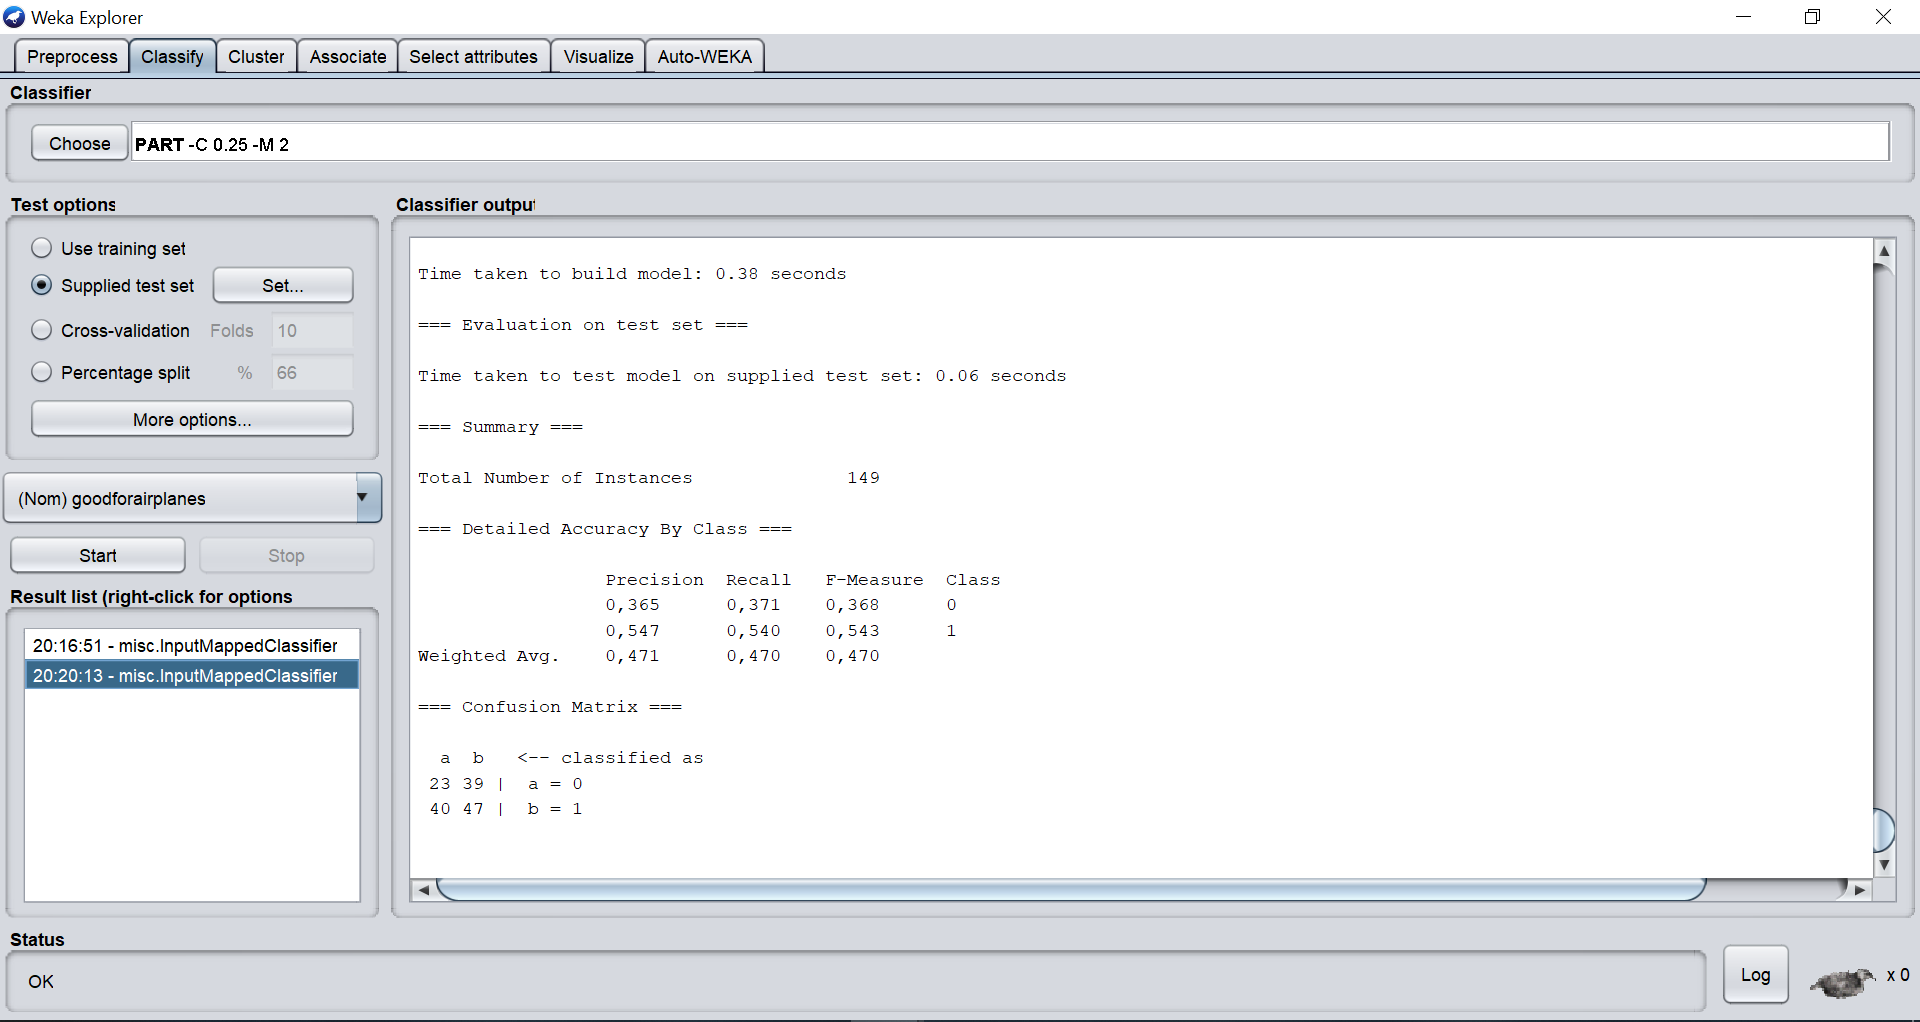 Weka Explorer
Preprocess Classify Cluster Associate Select attributes Visualize Auto-WEKA
Classifier
Choose PART -C 0.25 -M 2
Test options
Use training set
Supplied test set Set...
Cross-validation Folds 10
Percentage split % 66
More options...
(Nom) goodforairplanes
Start Stop
Result list (right-click for options
20:16:51 - misc.InputMappedClassifier
20:20:13 - misc.InputMappedClassifier
Classifier output
Time taken to build model: 0.38 seconds
=== Evaluation on test set ===
Time taken to test model on supplied test set: 0.06 seconds
=== Summary ===
Total Number of Instances 149
=== Detailed Accuracy By Class ===
Precision Recall F-Measure Class
0,365 0,371 0,368 0
0,547 0,540 0,543 1
Weighted Avg. 0,471 0,470 0,470
=== Confusion Matrix ===
a b <-- classified as
23 39 | a = 0
40 47 | b = 1
Status
OK
Log x 0